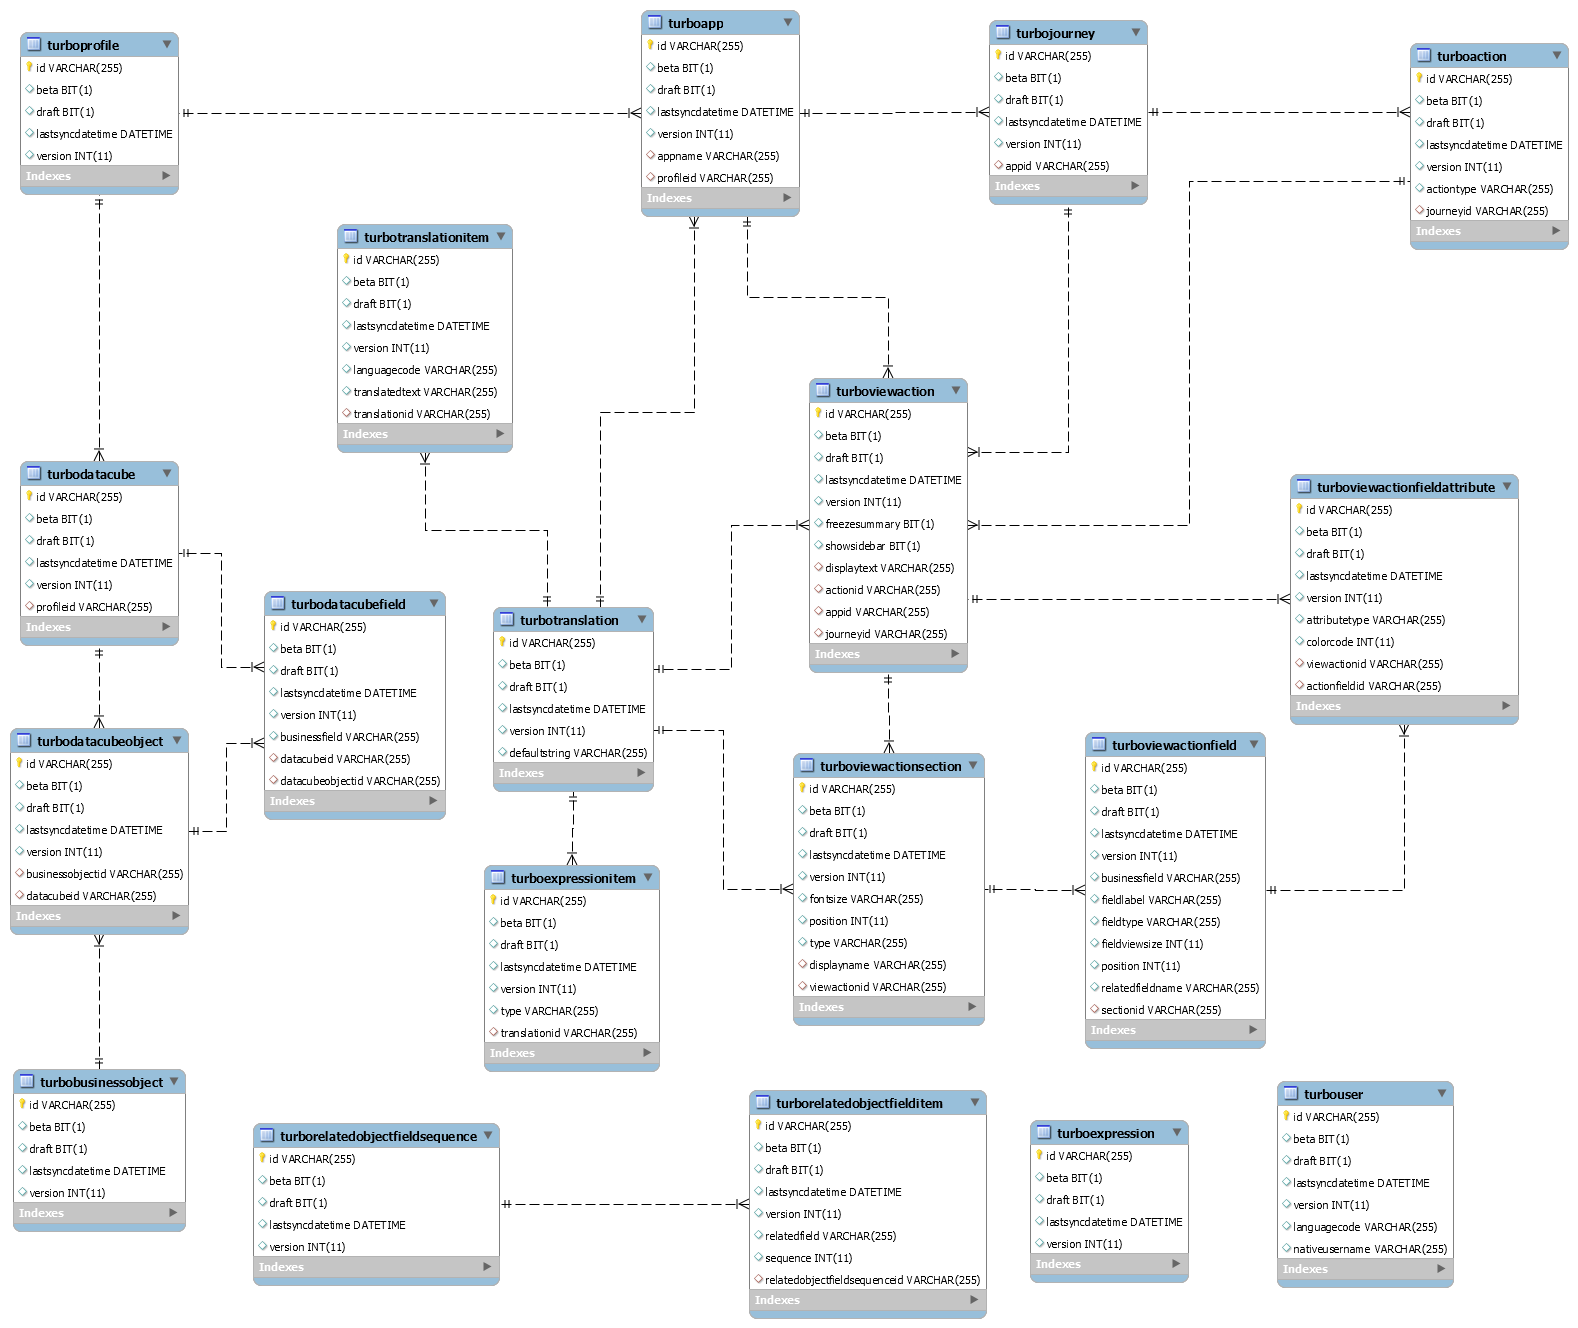 turboprofile
id VARCHAR(255)
beta BIT(1)
draft BIT(1)
lastsyncdatetime DATETIME
version INT(11)
Indexes
turboapp
id VARCHAR(255)
beta BIT(1)
draft BIT(1)
lastsyncdatetime DATETIME
version INT(11)
appname VARCHAR(255)
profileid VARCHAR(255)
Indexes
turbojourney
id VARCHAR(255)
beta BIT(1)
draft BIT(1)
lastsyncdatetime DATETIME
version INT(11)
appid VARCHAR(255)
Indexes
turboaction
id VARCHAR(255)
beta BIT(1)
draft BIT(1)
lastsyncdatetime DATETIME
version INT(11)
actiontype VARCHAR(255)
journeyid VARCHAR(255)
Indexes
turbotranslationitem
id VARCHAR(255)
beta BIT(1)
draft BIT(1)
lastsyncdatetime DATETIME
version INT(11)
languagecode VARCHAR(255)
translatedtext VARCHAR(255)
translationid VARCHAR(255)
Indexes
turboviewaction
id VARCHAR(255)
beta BIT(1)
draft BIT(1)
lastsyncdatetime DATETIME
version INT(11)
freezesummary BIT(1)
showsidebar BIT(1)
displaytext VARCHAR(255)
actionid VARCHAR(255)
appid VARCHAR(255)
journeyid VARCHAR(255)
Indexes
turbodatacube
id VARCHAR(255)
beta BIT(1)
draft BIT(1)
lastsyncdatetime DATETIME
version INT(11)
profileid VARCHAR(255)
Indexes
turboviewactionfieldattribute
id VARCHAR(255)
beta BIT(1)
draft BIT(1)
lastsyncdatetime DATETIME
version INT(11)
attributetype VARCHAR(255)
colorcode INT(11)
viewactionid VARCHAR(255)
actionfieldid VARCHAR(255)
Indexes
turbodatacubefield
id VARCHAR(255)
beta BIT(1)
draft BIT(1)
lastsyncdatetime DATETIME
version INT(11)
businessfield VARCHAR(255)
datacubeid VARCHAR(255)
datacubeobjectid VARCHAR(255)
Indexes
turbotranslation
id VARCHAR(255)
beta BIT(1)
draft BIT(1)
lastsyncdatetime DATETIME
version INT(11)
defaultstring VARCHAR(255)
Indexes
turbodatacubeobject
id VARCHAR(255)
beta BIT(1)
draft BIT(1)
lastsyncdatetime DATETIME
version INT(11)
businessobjectid VARCHAR(255)
datacubeid VARCHAR(255)
Indexes
turboviewactionsection
id VARCHAR(255)
beta BIT(1)
draft BIT(1)
lastsyncdatetime DATETIME
version INT(11)
fontsize VARCHAR(255)
position INT(11)
type VARCHAR(255)
displayname VARCHAR(255)
viewactionid VARCHAR(255)
Indexes
turboviewactionfield
id VARCHAR(255)
beta BIT(1)
draft BIT(1)
lastsyncdatetime DATETIME
version INT(11)
businessfield VARCHAR(255)
fieldlabel VARCHAR(255)
fieldtype VARCHAR(255)
fieldviewsize INT(11)
position INT(11)
relatedfieldname VARCHAR(255)
sectionid VARCHAR(255)
Indexes
turboexpressionitem
id VARCHAR(255)
beta BIT(1)
draft BIT(1)
lastsyncdatetime DATETIME
version INT(11)
type VARCHAR(255)
translationid VARCHAR(255)
Indexes
turbobusinessobject
id VARCHAR(255)
beta BIT(1)
draft BIT(1)
lastsyncdatetime DATETIME
version INT(11)
Indexes
turborelatedobjectfieldsequence
id VARCHAR(255)
beta BIT(1)
draft BIT(1)
lastsyncdatetime DATETIME
version INT(11)
Indexes
turborelatedobjectfielditem
id VARCHAR(255)
beta BIT(1)
draft BIT(1)
lastsyncdatetime DATETIME
version INT(11)
relatedfield VARCHAR(255)
sequence INT(11)
relatedobjectfieldsequenceid VARCHAR(255)
Indexes
turboexpression
id VARCHAR(255)
beta BIT(1)
draft BIT(1)
lastsyncdatetime DATETIME
version INT(11)
Indexes
turbouser
id VARCHAR(255)
beta BIT(1)
draft BIT(1)
lastsyncdatetime DATETIME
version INT(11)
languagecode VARCHAR(255)
nativeusername VARCHAR(255)
Indexes